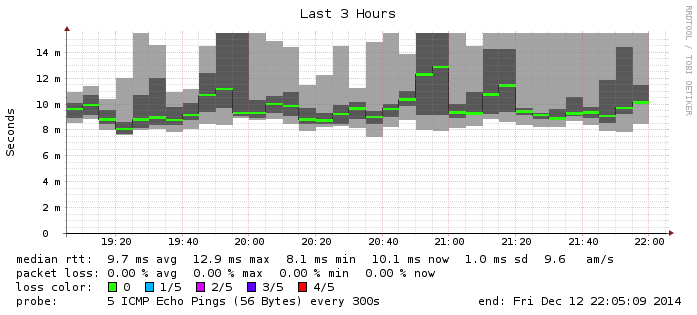 Last 3 Hours
RRDTOOL / TOBI OETIKER
Seconds
14 m
12 m
10 m
8 m
6 m
4 m
2 m
0
19:20 19:40 20:00 20:20 20:40 21:00 21:20 21:40 22:00
median rtt: 9.7 ms avg 12.9 ms max 8.1 ms min 10.1 ms now 1.0 ms sd 9.6 am/s
packet loss: 0.00 % avg 0.00 % max 0.00 % min 0.00 % now
loss color: 0 1/5 2/5 3/5 4/5
probe: 5 ICMP Echo Pings (56 Bytes) every 300s end: Fri Dec 12 22:05:09 2014